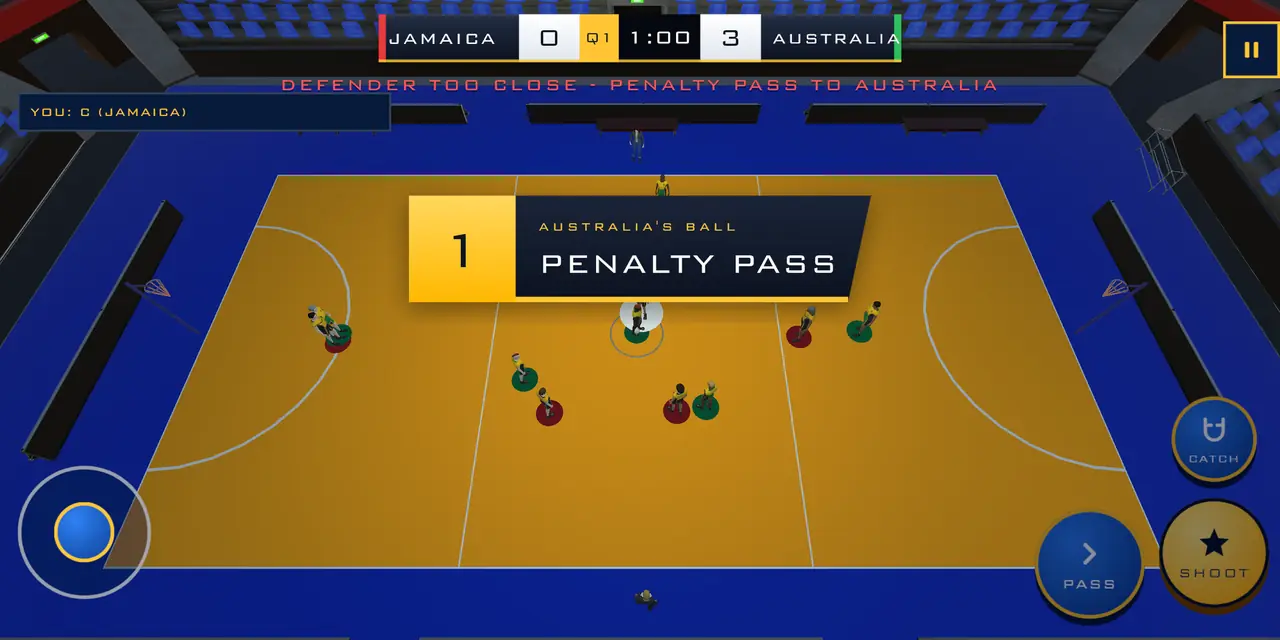 JAMAICA 0 Q1 1:00 3 AUSTRALIA
DEFENDER TOO CLOSE - PENALTY PASS TO AUSTRALIA
YOU: C (JAMAICA)
1
AUSTRALIA'S BALL
PENALTY PASS
CATCH
PASS
SHOOT